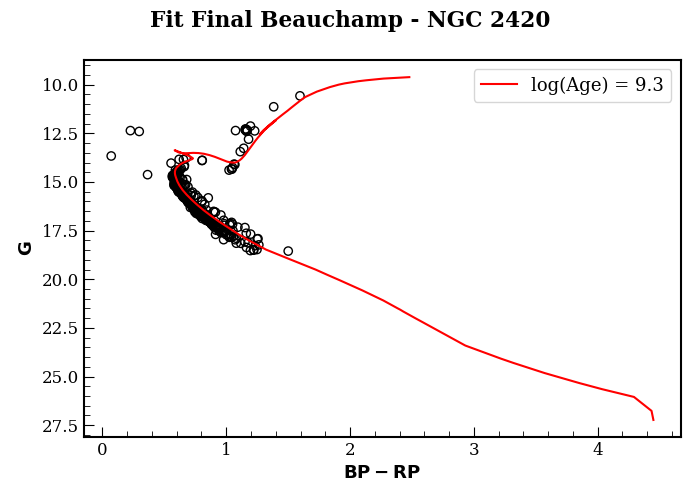 Fit Final Beauchamp - NGC 2420
log(Age) = 9.3
10.0
12.5
15.0
17.5
20.0
22.5
25.0
27.5
G
0 1 2 3 4
BP − RP